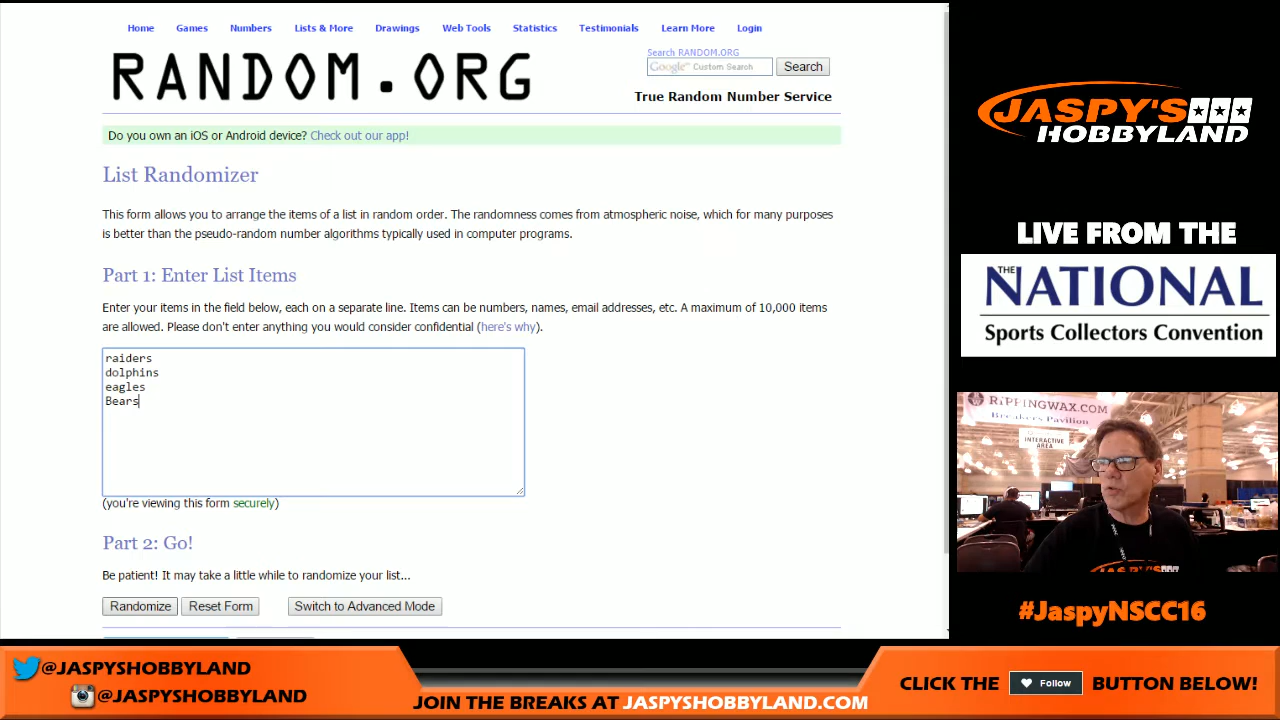 Home Games Numbers Lists & More Drawings Web Tools Statistics Testimonials Learn More Login
RANDOM.ORG
Search RANDOM.ORG
Google Custom Search Search
True Random Number Service
Do you own an iOS or Android device? Check out our app!
List Randomizer
This form allows you to arrange the items of a list in random order. The randomness comes from atmospheric noise, which for many purposes
is better than the pseudo-random number algorithms typically used in computer programs.
Part 1: Enter List Items
Enter your items in the field below, each on a separate line. Items can be numbers, names, email addresses, etc. A maximum of 10,000 items
are allowed. Please don't enter anything you would consider confidential (here's why).
raiders
dolphins
eagles
Bears
(you're viewing this form securely)
Part 2: Go!
Be patient! It may take a little while to randomize your list...
Randomize Reset Form Switch to Advanced Mode
JASPY'S
HOBBYLAND
LIVE FROM THE
THE NATIONAL
Sports Collectors Convention
RIPPINGWAX.COM
Breakers Pavilion
INTERACTIVE
AREA
JASPY'S
#JaspyNSCC16
@JASPYSHOBBYLAND
@JASPYSHOBBYLAND
JOIN THE BREAKS AT JASPYSHOBBYLAND.COM
CLICK THE Follow BUTTON BELOW!